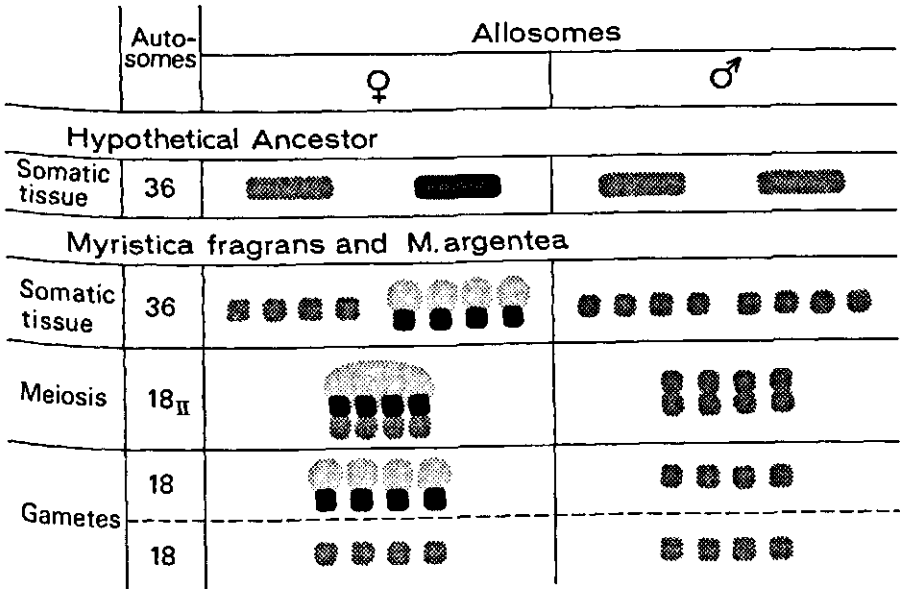 Auto-
somes
Allosomes
♀ ♂
Hypothetical Ancestor
Somatic
tissue
36
Myristica fragrans and M. argentea
Somatic
tissue
36
Meiosis
18II
Gametes
18
18